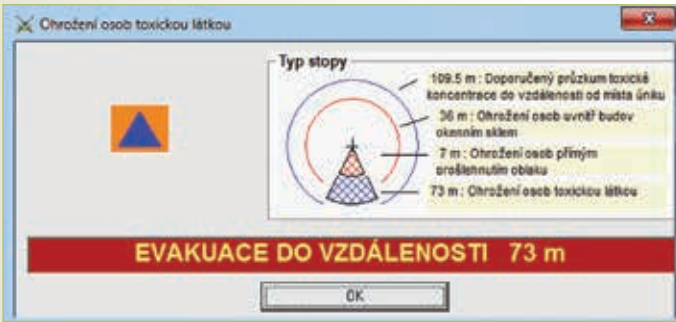 Ohrožení osob toxickou látkou
Typ stopy
109.5 m : Doporučený průzkum toxické
koncentrace do vzdálenosti od místa úniku
36 m : Ohrožení osob uvnitř budov
okenním sklem
7 m : Ohrožení osob přímým
prošlehnutím oblaku
73 m : Ohrožení osob toxickou látkou
EVAKUACE DO VZDÁLENOSTI 73 m
OK